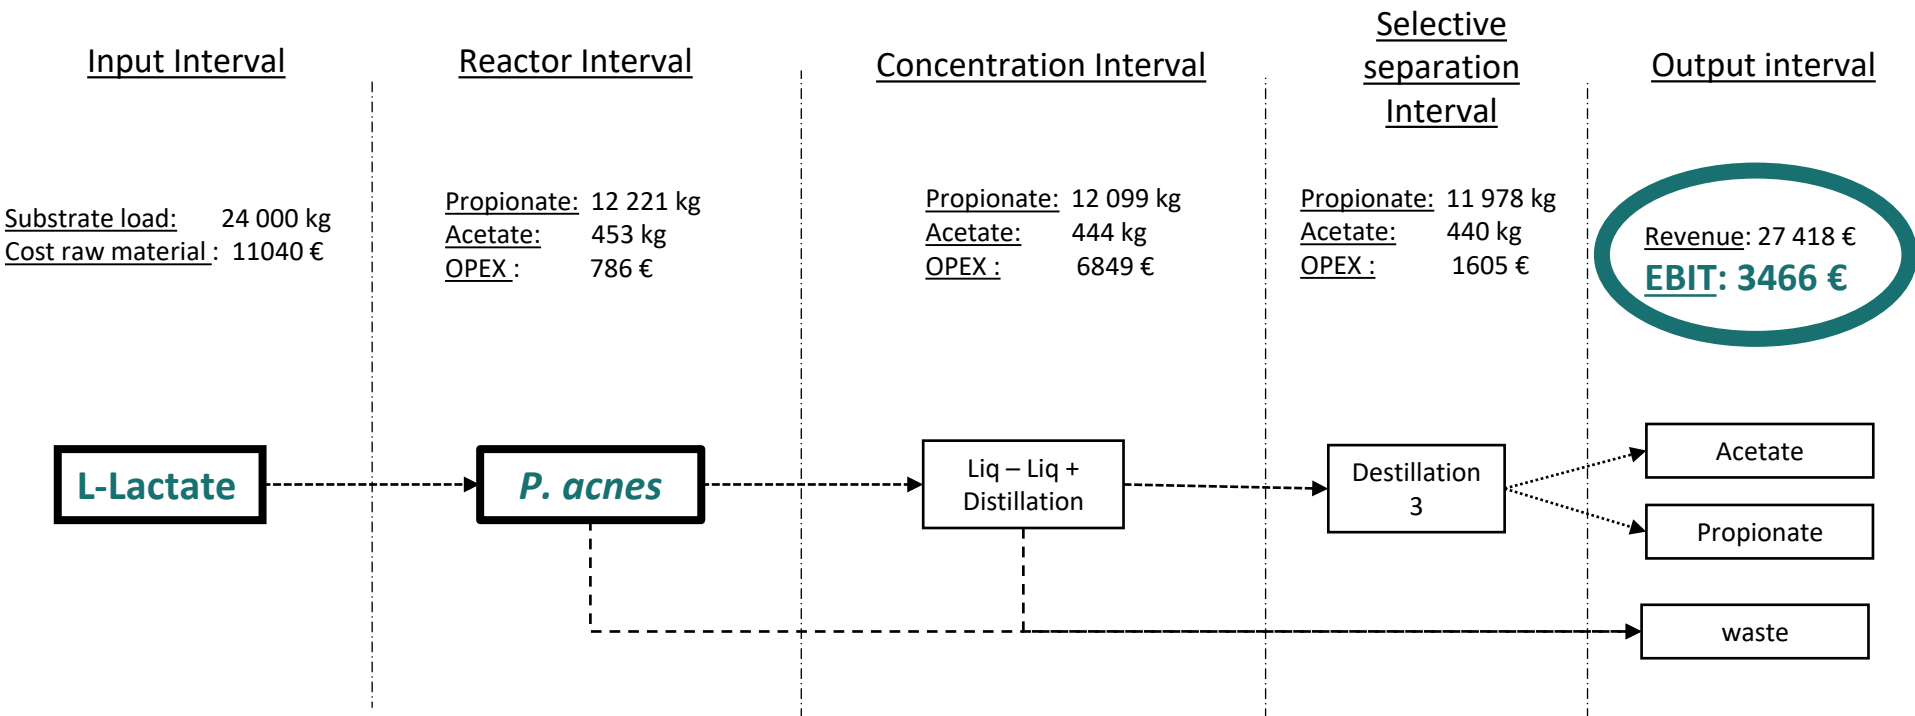 Input Interval
Reactor Interval
Concentration Interval
Selective
separation
Interval
Output interval
Substrate load: 24 000 kg
Cost raw material : 11040 €
Propionate: 12 221 kg
Acetate: 453 kg
OPEX : 786 €
Propionate: 12 099 kg
Acetate: 444 kg
OPEX : 6849 €
Propionate: 11 978 kg
Acetate: 440 kg
OPEX : 1605 €
Revenue: 27 418 €
EBIT: 3466 €
L-Lactate
P. acnes
Liq – Liq +
Distillation
Destillation
3
Acetate
Propionate
waste